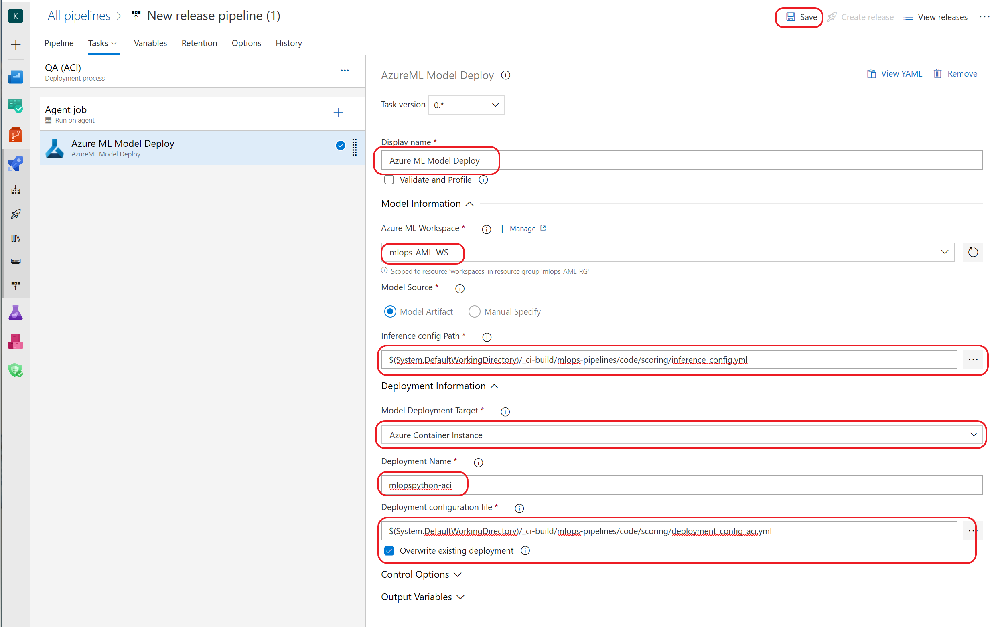 K
All pipelines > New release pipeline (1)
Save
Create release
View releases
...
Pipeline
Tasks
Variables
Retention
Options
History
QA (ACI)
Deployment process
...
Agent job
Run on agent
Azure ML Model Deploy
AzureML Model Deploy
AzureML Model Deploy
View YAML
Remove
Task version 0.*
Display name *
Azure ML Model Deploy
Validate and Profile
Model Information
Azure ML Workspace * | Manage
mlops-AML-WS
Scoped to resource 'workspaces' in resource group 'mlops-AML-RG'
Model Source *
Model Artifact
Manual Specify
Inference config Path *
$(System.DefaultWorkingDirectory)/_ci-build/mlops-pipelines/code/scoring/inference_config.yml
...
Deployment Information
Model Deployment Target *
Azure Container Instance
Deployment Name *
mlopspython-aci
Deployment configuration file *
$(System.DefaultWorkingDirectory)/_ci-build/mlops-pipelines/code/scoring/deployment_config_aci.yml
...
Overwrite existing deployment
Control Options
Output Variables